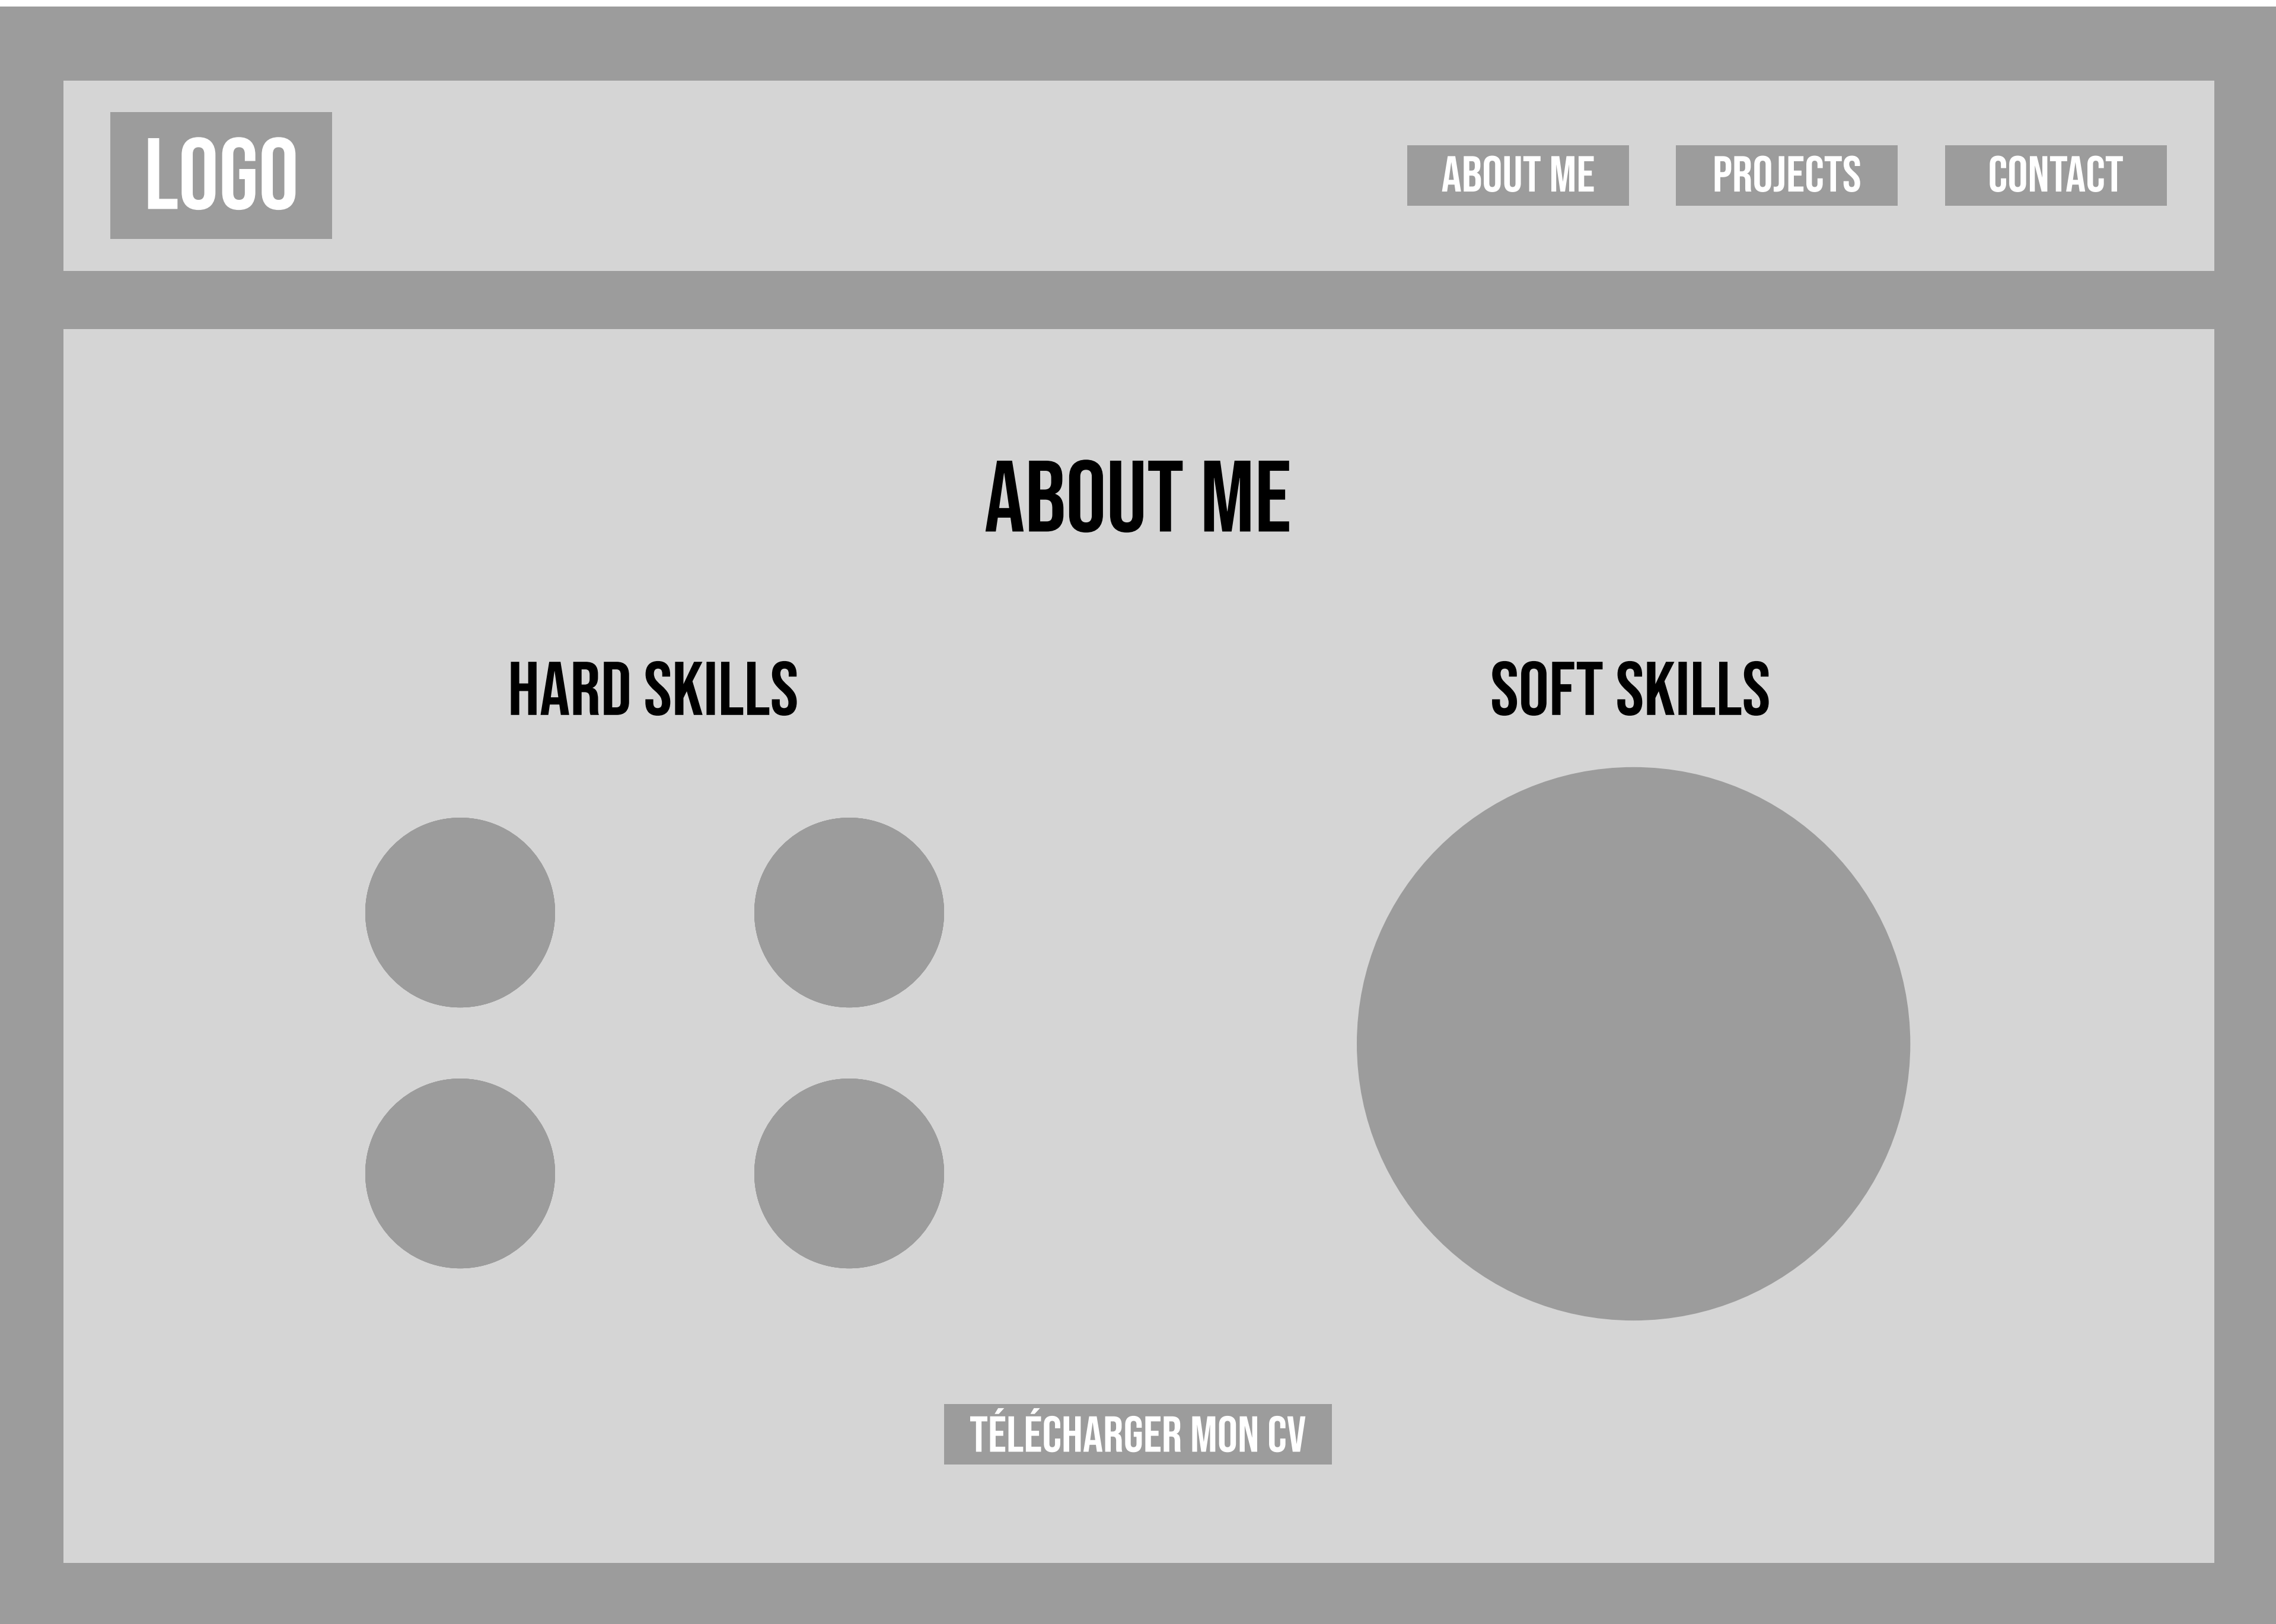 LOGO
ABOUT ME
PROJECTS
CONTACT
ABOUT ME
HARD SKILLS
SOFT SKILLS
TÉLÉCHARGER MON CV